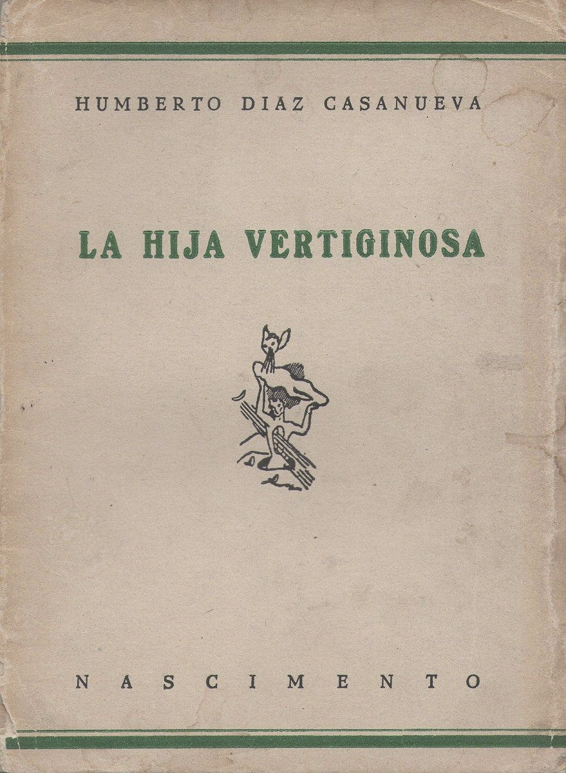 HUMBERTO DIAZ CASANUEVA
LA HIJA VERTIGINOSA
NASCIMENTO